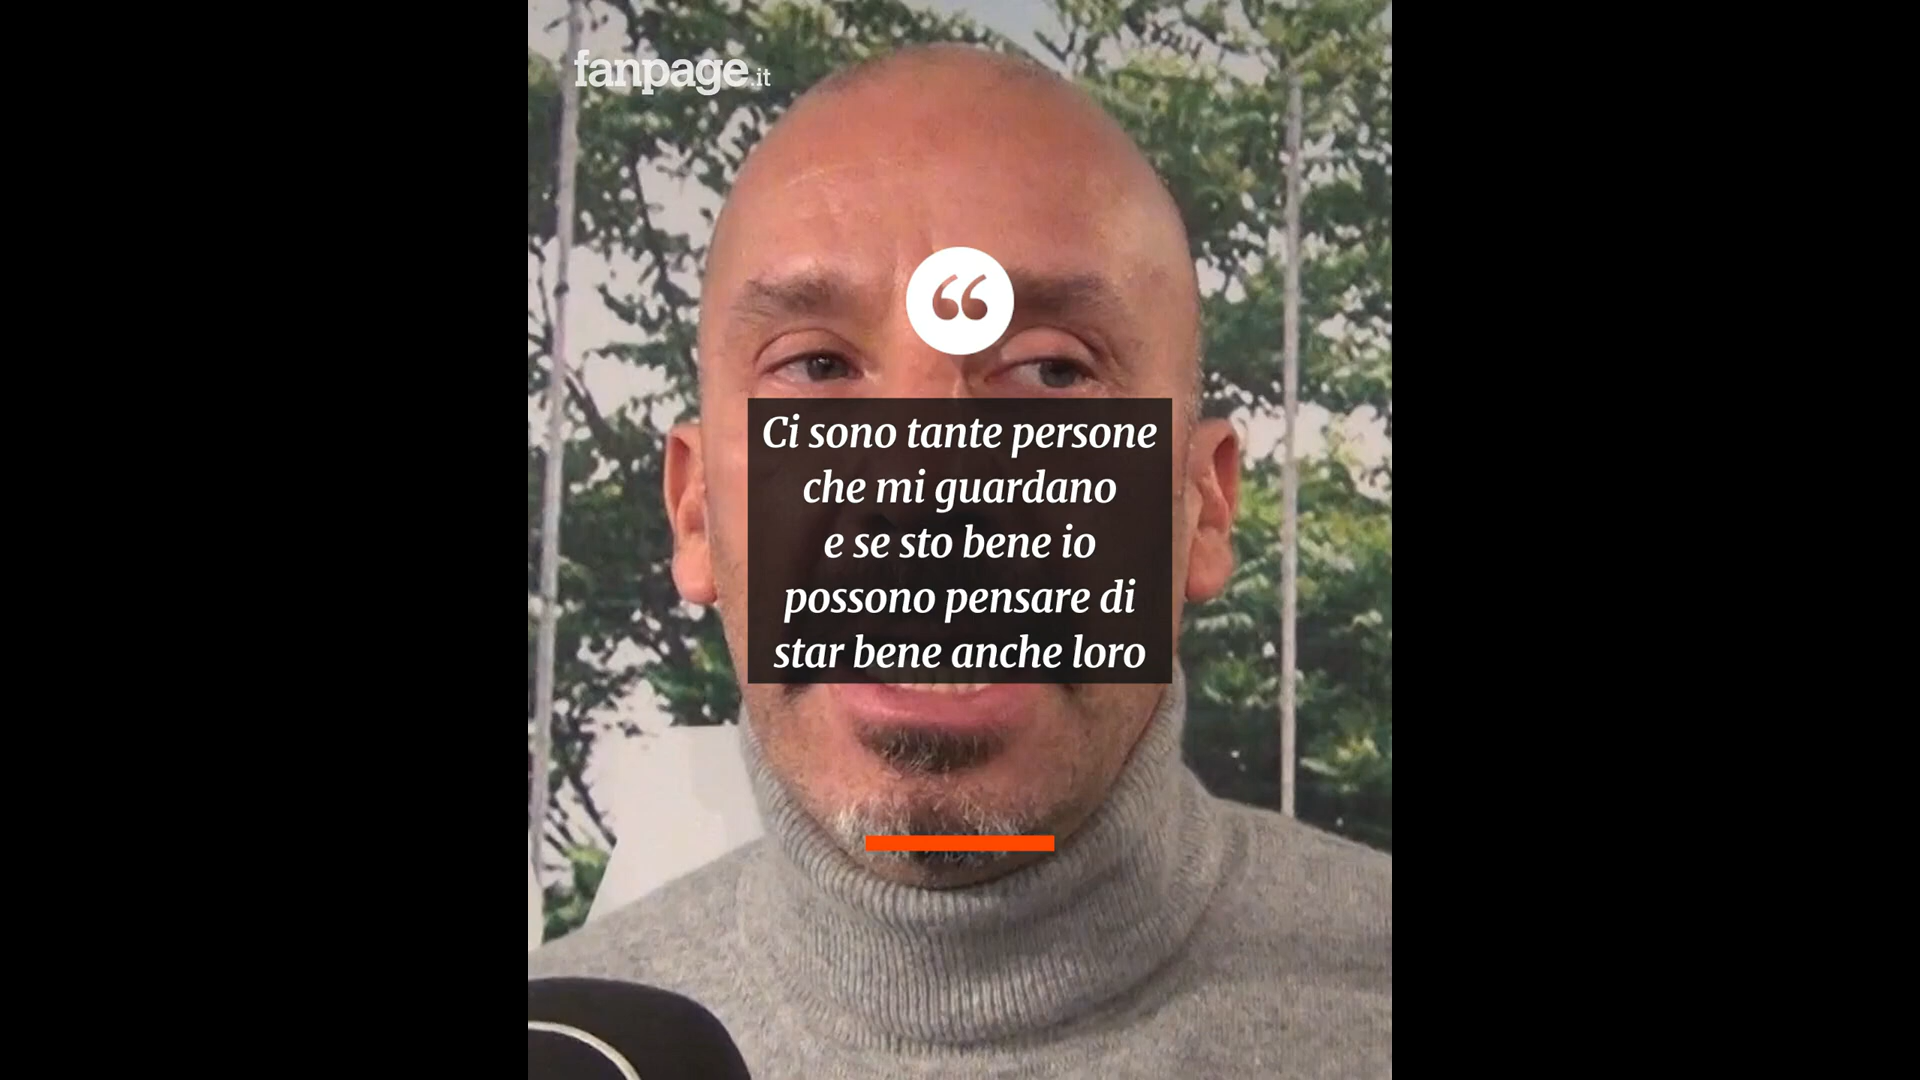 fanpage.it
“
Ci sono tante persone
che mi guardano
e se sto bene io
possono pensare di
star bene anche loro